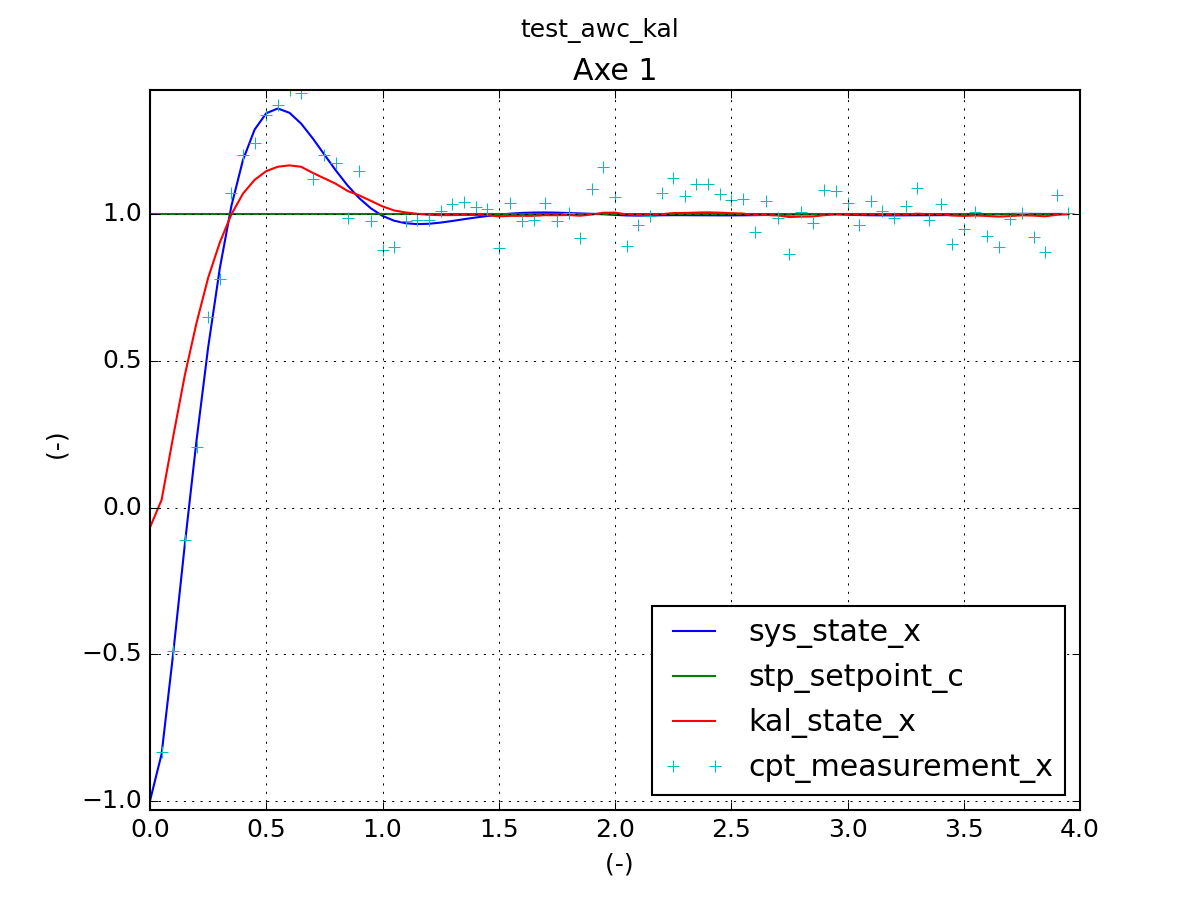 test_awc_kal
Axe 1
1.0
0.5
0.0
−0.5
−1.0
(-)
0.0 0.5 1.0 1.5 2.0 2.5 3.0 3.5 4.0
(-)
sys_state_x
stp_setpoint_c
kal_state_x
cpt_measurement_x